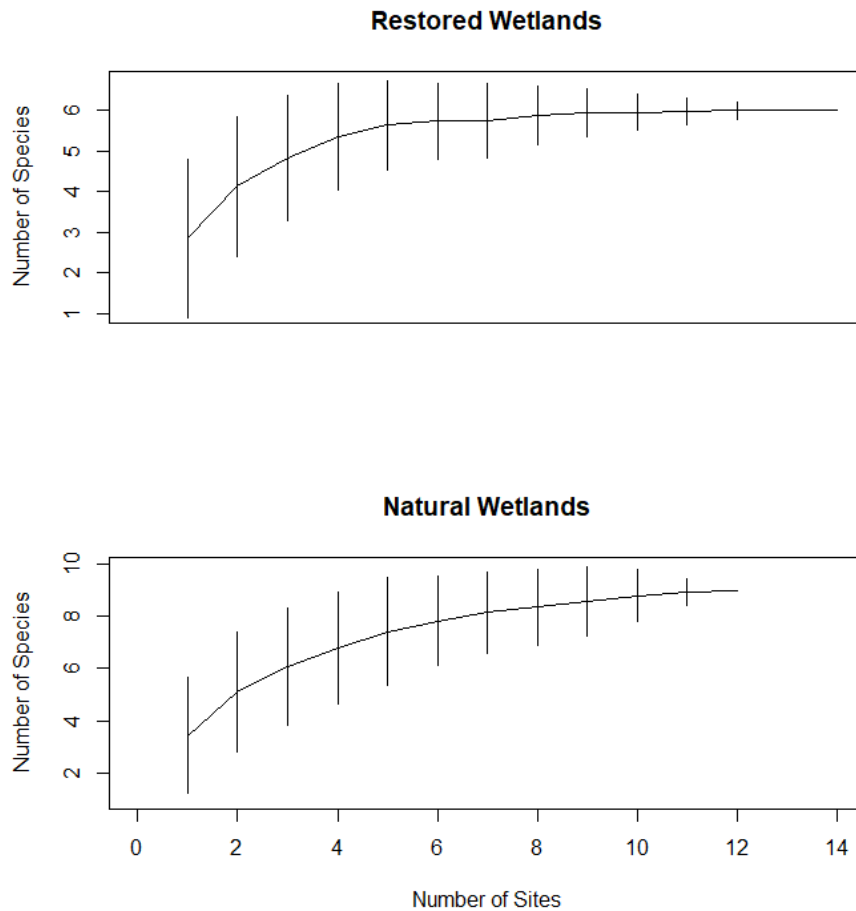 Restored Wetlands
Number of Species
6
5
4
3
2
1
Natural Wetlands
Number of Species
10
8
6
4
2
0 2 4 6 8 10 12 14
Number of Sites